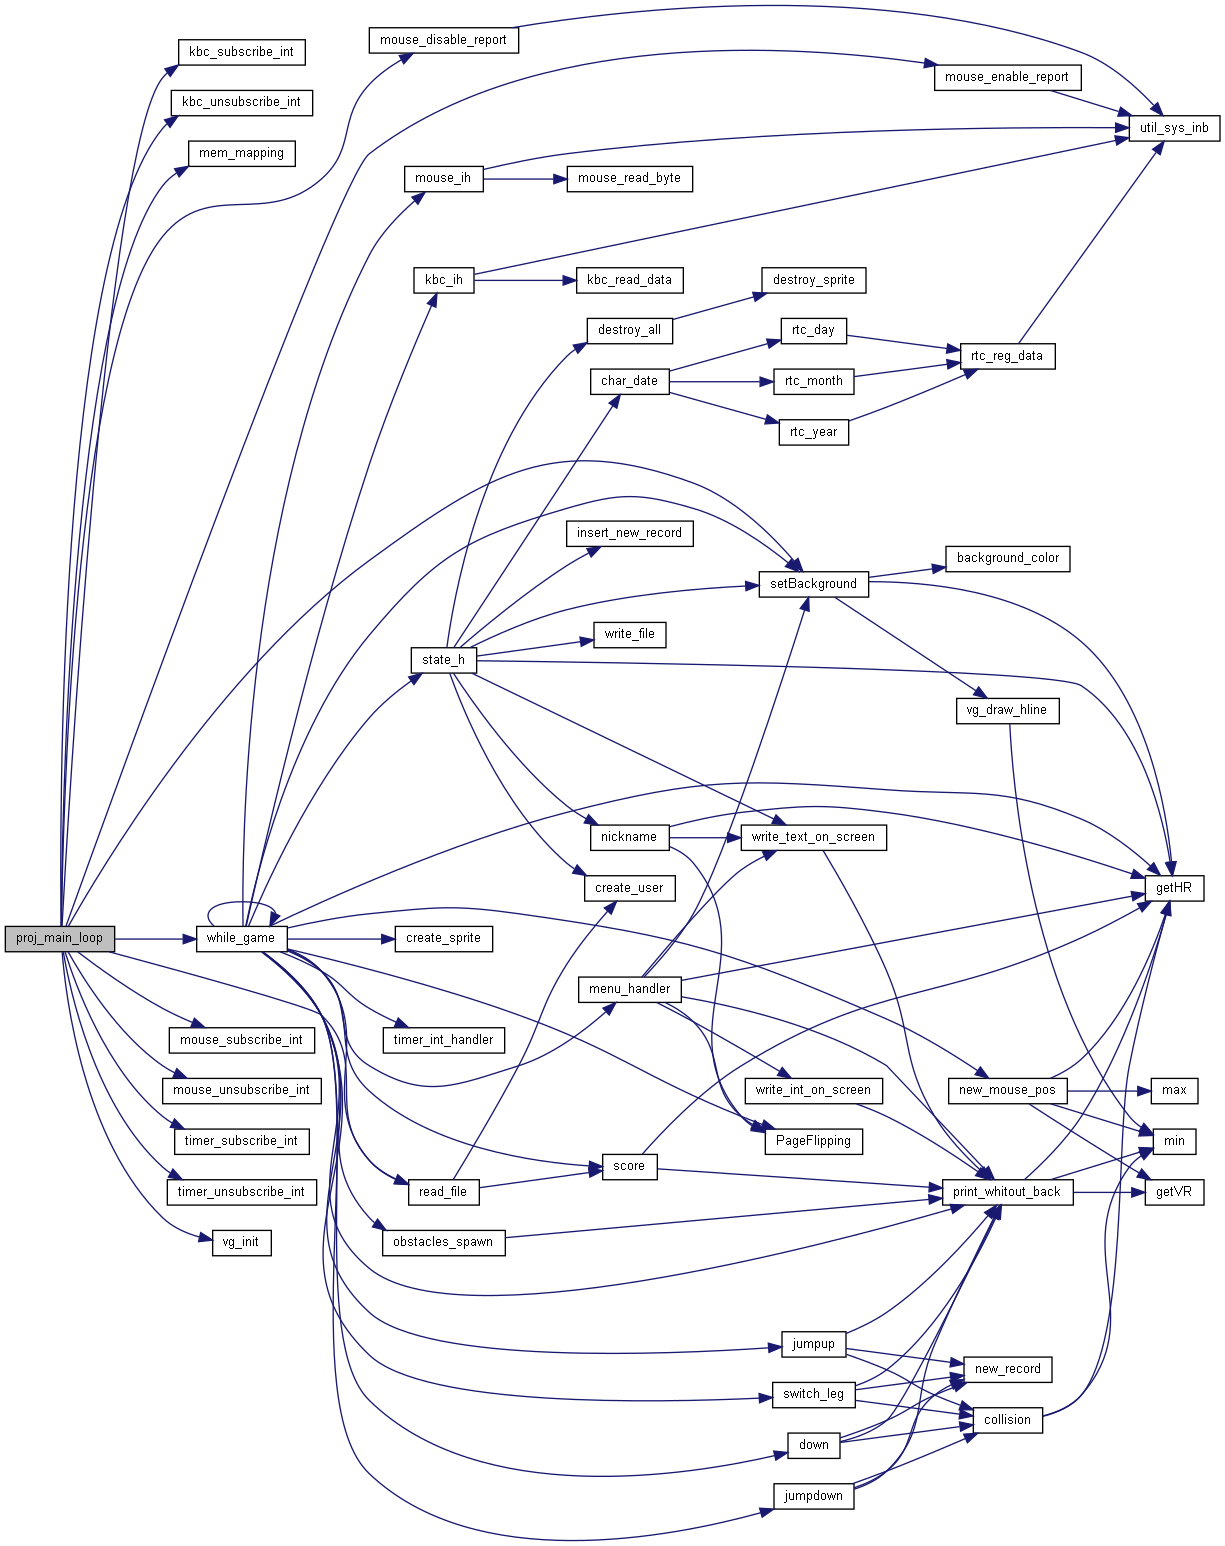 mouse_disable_report
kbc_subscribe_int
mouse_enable_report
kbc_unsubscribe_int
util_sys_inb
mem_mapping
mouse_ih
mouse_read_byte
kbc_ih
kbc_read_data
destroy_sprite
destroy_all
rtc_day
rtc_reg_data
char_date
rtc_month
rtc_year
insert_new_record
background_color
setBackground
write_file
state_h
vg_draw_hline
nickname
write_text_on_screen
create_user
getHR
proj_main_loop
while_game
create_sprite
menu_handler
mouse_subscribe_int
timer_int_handler
mouse_unsubscribe_int
write_int_on_screen
new_mouse_pos
max
timer_subscribe_int
PageFlipping
min
score
timer_unsubscribe_int
read_file
print_whitout_back
getVR
vg_init
obstacles_spawn
jumpup
new_record
switch_leg
collision
down
jumpdown